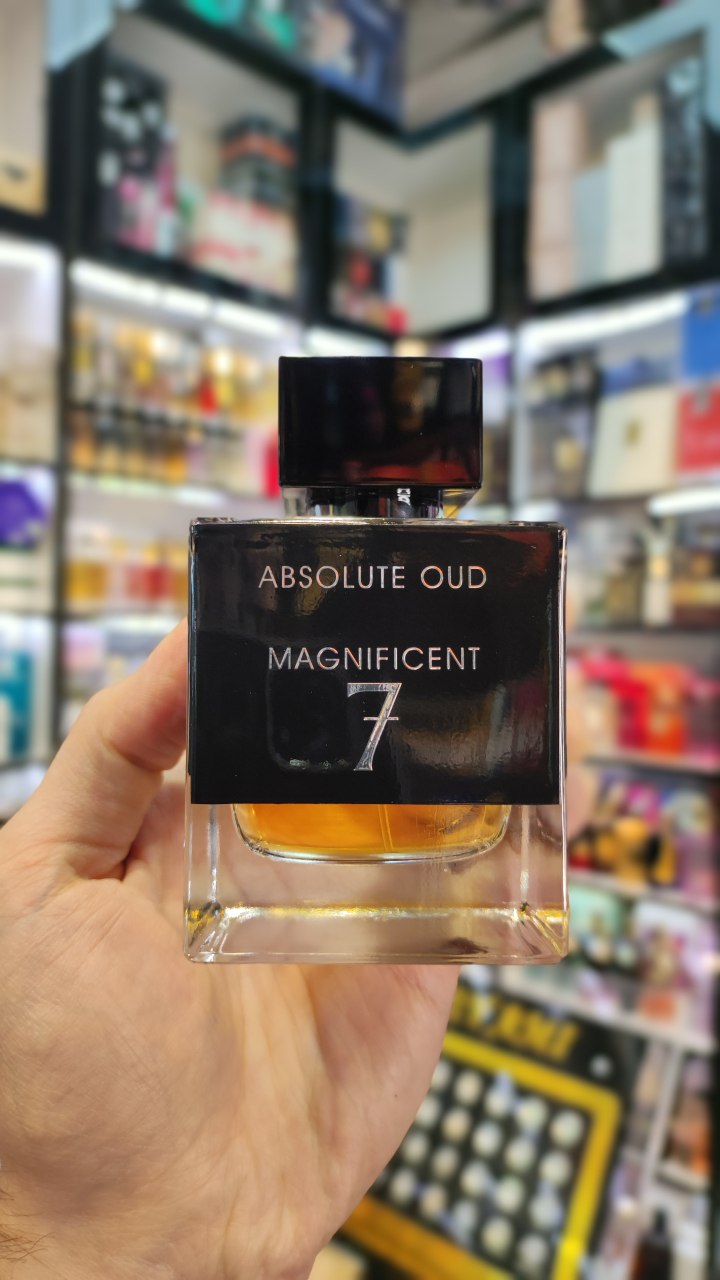 ABSOLUTE OUD
MAGNIFICENT
7